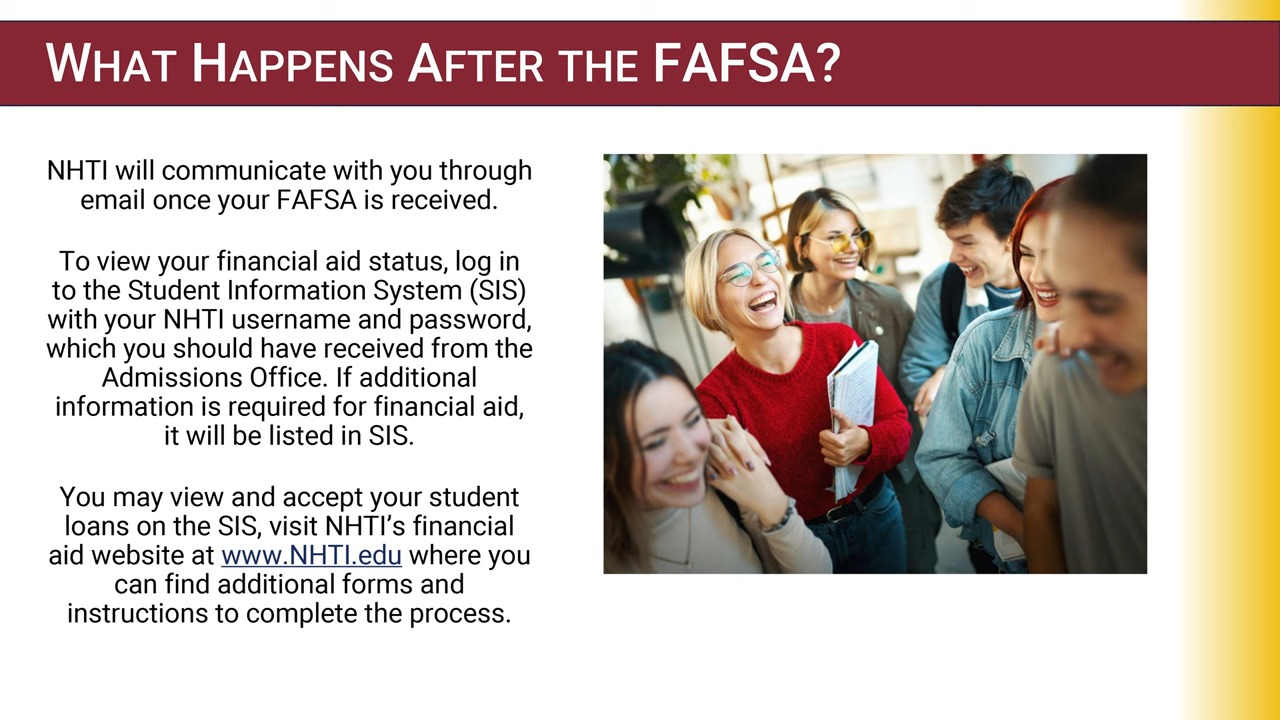 WHAT HAPPENS AFTER THE FAFSA?
NHTI will communicate with you through
email once your FAFSA is received.
To view your financial aid status, log in
to the Student Information System (SIS)
with your NHTI username and password,
which you should have received from the
Admissions Office. If additional
information is required for financial aid,
it will be listed in SIS.
You may view and accept your student
loans on the SIS, visit NHTI’s financial
aid website at www.NHTI.edu where you
can find additional forms and
instructions to complete the process.